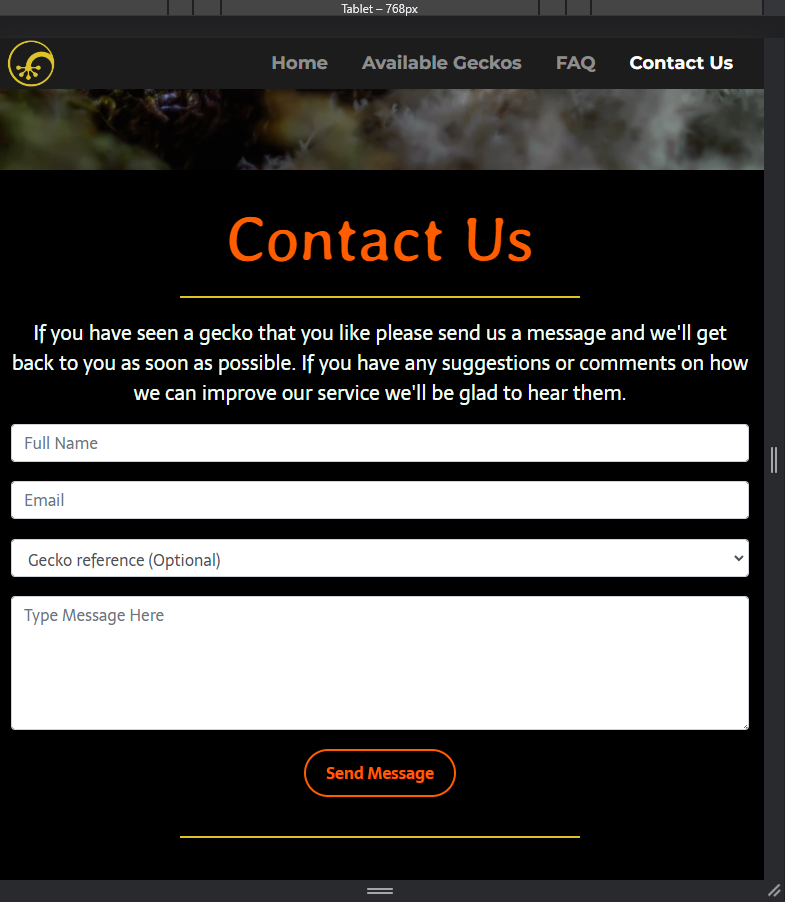 Tablet – 768px
Home Available Geckos FAQ Contact Us
Contact Us
If you have seen a gecko that you like please send us a message and we'll get
back to you as soon as possible. If you have any suggestions or comments on how
we can improve our service we'll be glad to hear them.
Full Name
Email
Gecko reference (Optional)
Type Message Here
Send Message